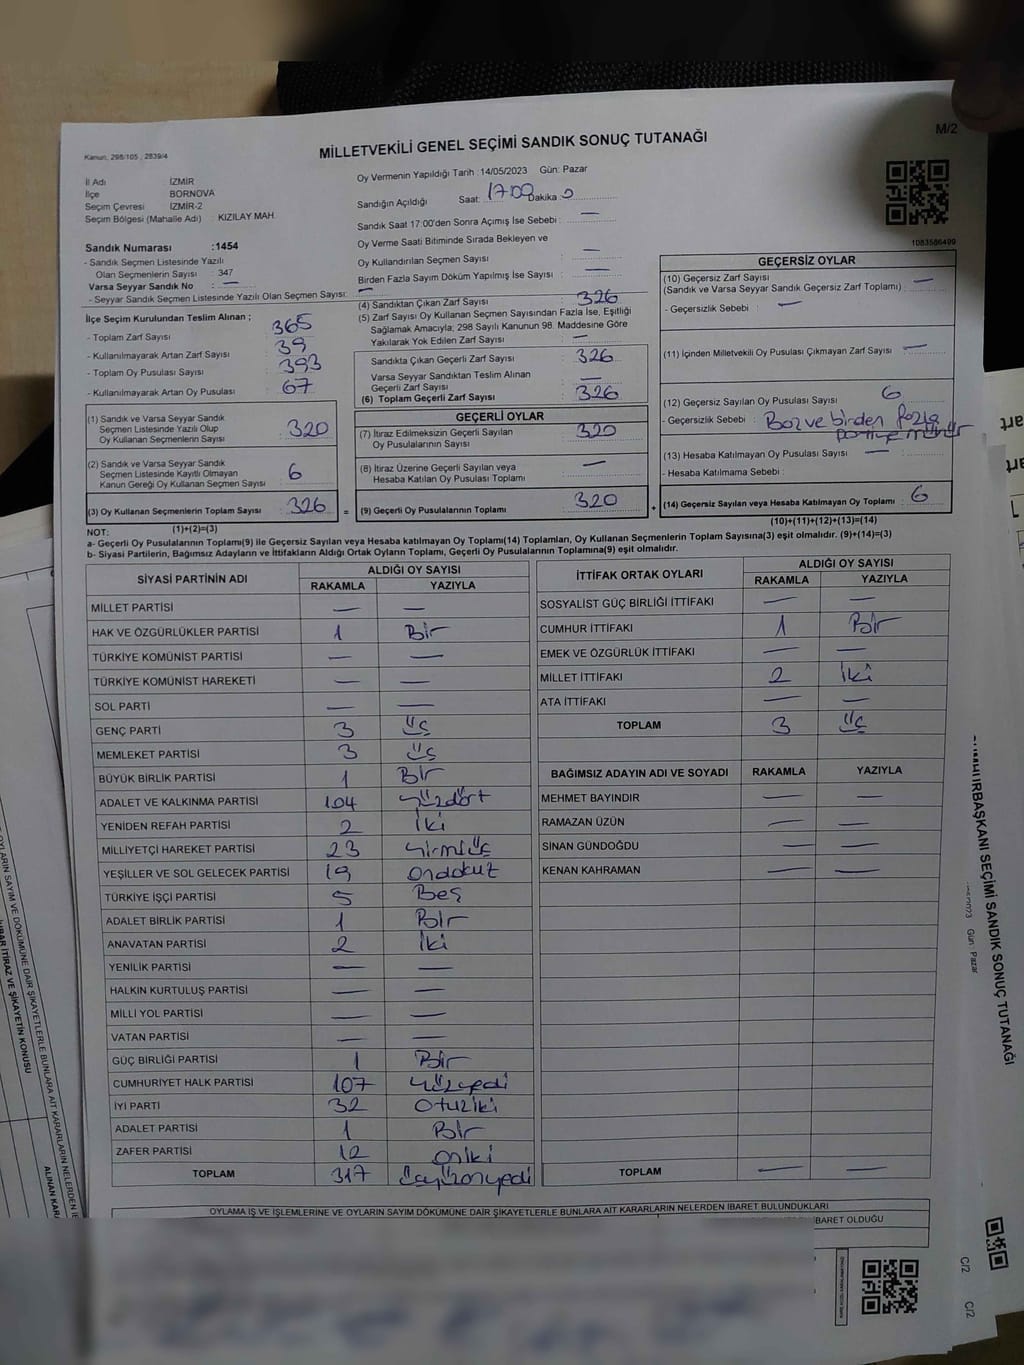 M/2
Kanun, 298/105 , 2839/4
MİLLETVEKİLİ GENEL SEÇİMİ SANDIK SONUÇ TUTANAĞI
İl Adı İZMİR
İlçe BORNOVA
Seçim Çevresi İZMİR-2
Seçim Bölgesi (Mahalle Adı) : KIZILAY MAH.
Sandık Numarası :1454
- Sandık Seçmen Listesinde Yazılı
Olan Seçmenlerin Sayısı : 347
Varsa Seyyar Sandık No : —
- Seyyar Sandık Seçmen Listesinde Yazılı Olan Seçmen Sayısı: —
Oy Vermenin Yapıldığı Tarih :14/05/2023 Gün: Pazar
Sandığın Açıldığı Saat: 17:00 Dakika 0
Sandık Saat 17:00'den Sonra Açımış İse Sebebi : —
Oy Verme Saati Bitiminde Sırada Bekleyen ve
Oy Kullandırılan Seçmen Sayısı : —
Birden Fazla Sayım Döküm Yapılmış İse Sayısı : —
1083586499
İlçe Seçim Kurulundan Teslim Alınan ;
- Toplam Zarf Sayısı : 365
- Kullanılmayarak Artan Zarf Sayısı : 39
- Toplam Oy Pusulası Sayısı : 393
- Kullanılmayarak Artan Oy Pusulası : 67
(1) Sandık ve Varsa Seyyar Sandık
Seçmen Listesinde Yazılı Olup
Oy Kullanan Seçmenlerin Sayısı : 320
(2) Sandık ve Varsa Seyyar Sandık
Seçmen Listesinde Kayıtlı Olmayan
Kanun Gereği Oy Kullanan Seçmen Sayısı : 6
(3) Oy Kullanan Seçmenlerin Toplam Sayısı : 326
(1)+(2)=(3)
(4) Sandıktan Çıkan Zarf Sayısı : 326
(5) Zarf Sayısı Oy Kullanan Seçmen Sayısından Fazla İse, Eşitliği
Sağlamak Amacıyla; 298 Sayılı Kanunun 98. Maddesine Göre
Yakılarak Yok Edilen Zarf Sayısı : —
Sandıkta Çıkan Geçerli Zarf Sayısı : 326
Varsa Seyyar Sandıktan Teslim Alınan
Geçerli Zarf Sayısı : —
(6) Toplam Geçerli Zarf Sayısı : 326
GEÇERLİ OYLAR
(7) İtiraz Edilmeksizin Geçerli Sayılan
Oy Pusulalarının Sayısı : 320
(8) İtiraz Üzerine Geçerli Sayılan veya
Hesaba Katılan Oy Pusulası Toplamı : —
= (9) Geçerli Oy Pusulalarının Toplamı : 320 +
GEÇERSİZ OYLAR
(10) Geçersiz Zarf Sayısı
(Sandık ve Varsa Seyyar Sandık Geçersiz Zarf Toplamı) : —
- Geçersizlik Sebebi : —
(11) İçinden Milletvekili Oy Pusulası Çıkmayan Zarf Sayısı : —
(12) Geçersiz Sayılan Oy Pusulası Sayısı : 6
- Geçersizlik Sebebi : Boz ve birden fazla
partiye mühür
(13) Hesaba Katılmayan Oy Pusulası Sayısı : —
- Hesaba Katılmama Sebebi :
(14) Geçersiz Sayılan veya Hesaba Katılmayan Oy Toplamı : 6
(10)+(11)+(12)+(13)=(14)
NOT:
a- Geçerli Oy Pusulaları Toplamı(9) ile Geçersiz Sayılan veya Hesaba Katılmayan Oy Toplamı(14) Toplamları, Oy Kullanan Seçmenlerin Toplam Sayısına(3) eşit olmalıdır. (9)+(14)=(3)
b- Siyasi Partilerin, Bağımsız Adayların ve İttifakların Aldığı Ortak Oyların Toplamı, Geçerli Oy Pusulalarının Toplamına(9) eşit olmalıdır.
SİYASİ PARTİNİN ADI ALDIĞI OY SAYISI
RAKAMLA YAZIYLA
MİLLET PARTİSİ — —
HAK VE ÖZGÜRLÜKLER PARTİSİ 1 Bir
TÜRKİYE KOMÜNİST PARTİSİ — —
TÜRKİYE KOMÜNİST HAREKETİ — —
SOL PARTİ — —
GENÇ PARTİ 3 üç
MEMLEKET PARTİSİ 3 üç
BÜYÜK BİRLİK PARTİSİ 1 Bir
ADALET VE KALKINMA PARTİSİ 104 yüzdört
YENİDEN REFAH PARTİSİ 2 iki
MİLLİYETÇİ HAREKET PARTİSİ 23 yirmiüç
YEŞİLLER VE SOL GELECEK PARTİSİ 19 ondokuz
TÜRKİYE İŞÇİ PARTİSİ 5 Beş
ADALET BİRLİK PARTİSİ 1 Bir
ANAVATAN PARTİSİ 2 iki
YENİLİK PARTİSİ — —
HALKIN KURTULUŞ PARTİSİ — —
MİLLİ YOL PARTİSİ — —
VATAN PARTİSİ — —
GÜÇ BİRLİĞİ PARTİSİ 1 Bir
CUMHURİYET HALK PARTİSİ 107 yüzyedi
İYİ PARTİ 32 otuziki
ADALET PARTİSİ 1 Bir
ZAFER PARTİSİ 12 oniki
TOPLAM 317 üçyüzonyedi
İTTİFAK ORTAK OYLARI ALDIĞI OY SAYISI
RAKAMLA YAZIYLA
SOSYALİST GÜÇ BİRLİĞİ İTTİFAKI — —
CUMHUR İTTİFAKI 1 Bir
EMEK VE ÖZGÜRLÜK İTTİFAKI — —
MİLLET İTTİFAKI 2 iki
ATA İTTİFAKI — —
TOPLAM 3 üç
BAĞIMSIZ ADAYIN ADI VE SOYADI RAKAMLA YAZIYLA
MEHMET BAYINDIR — —
RAMAZAN ÜZÜN — —
SİNAN GÜNDOĞDU — —
KENAN KAHRAMAN — —
TOPLAM — —
OYLAMA İŞ VE İŞLEMLERİNE VE OYLARIN SAYIM DÖKÜMÜNE DAİR ŞİKAYETLERLE BUNLARA AİT KARARLARIN NELERDEN İBARET BULUNDUKLARI
İBARET OLDUĞU
CUMHURBAŞKANI SEÇİMİ SANDIK SONUÇ TUTANAĞI
Gün : Pazar
C/2
C/2